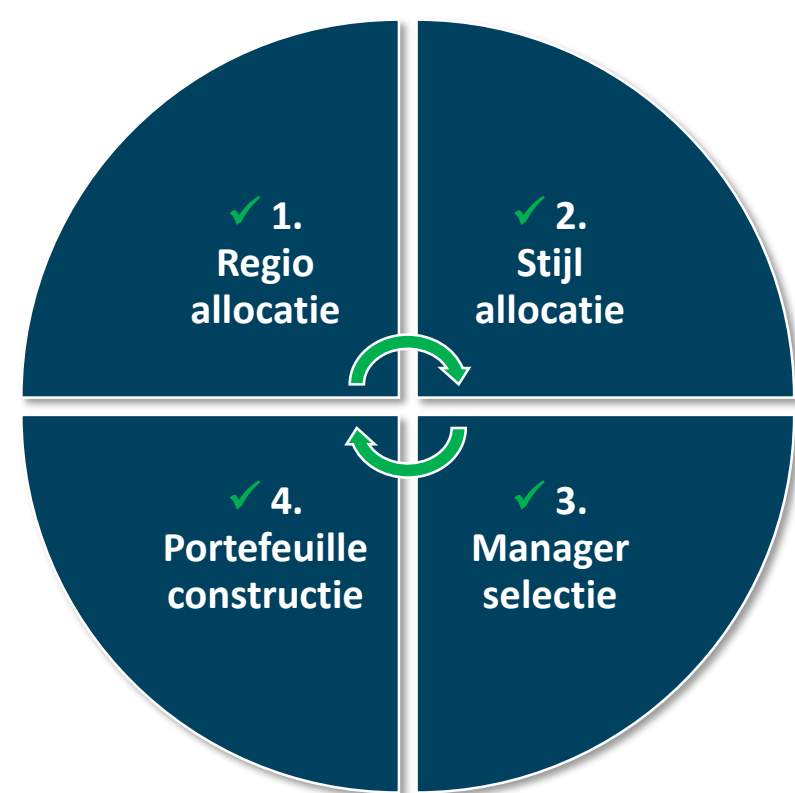 ✓ 1.
Regio
allocatie
✓ 2.
Stijl
allocatie
✓ 3.
Manager
selectie
✓ 4.
Portefeuille
constructie